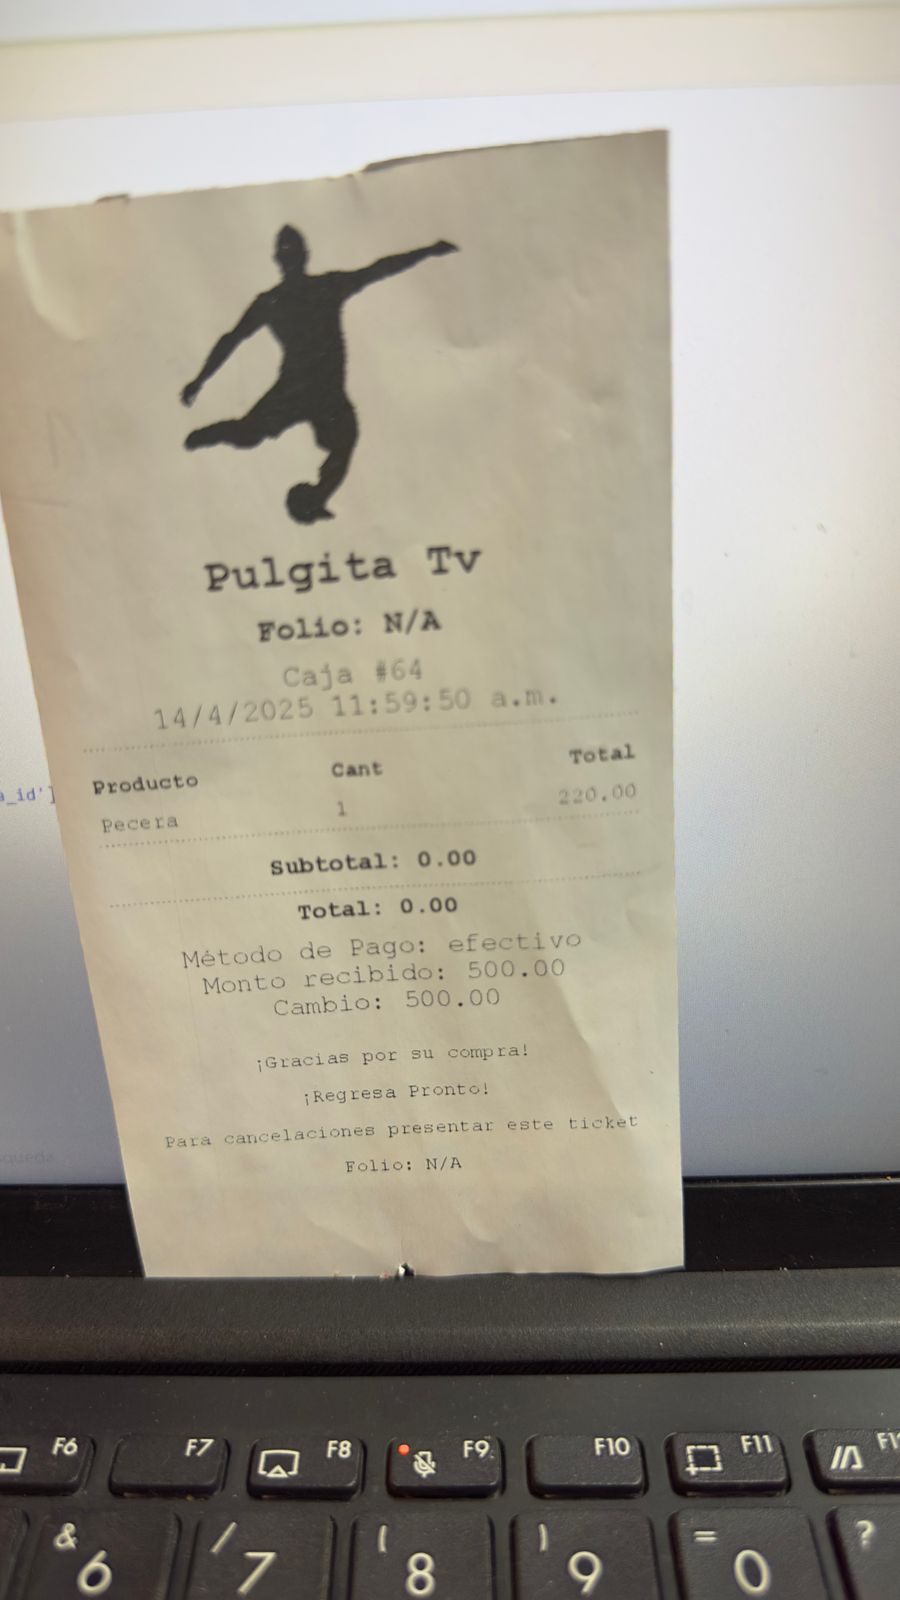 Pulgita Tv
Folio: N/A
Caja #64
14/4/2025 11:59:50 a.m.
Producto Cant Total
Pecera 1 220.00
Subtotal: 0.00
Total: 0.00
Método de Pago: efectivo
Monto recibido: 500.00
Cambio: 500.00
¡Gracias por su compra!
¡Regresa Pronto!
Para cancelaciones presentar este ticket
Folio: N/A
a_id']
squeda
F6 F7 F8 F9 F10 F11
& / ( ) = ?
6 7 8 9 0